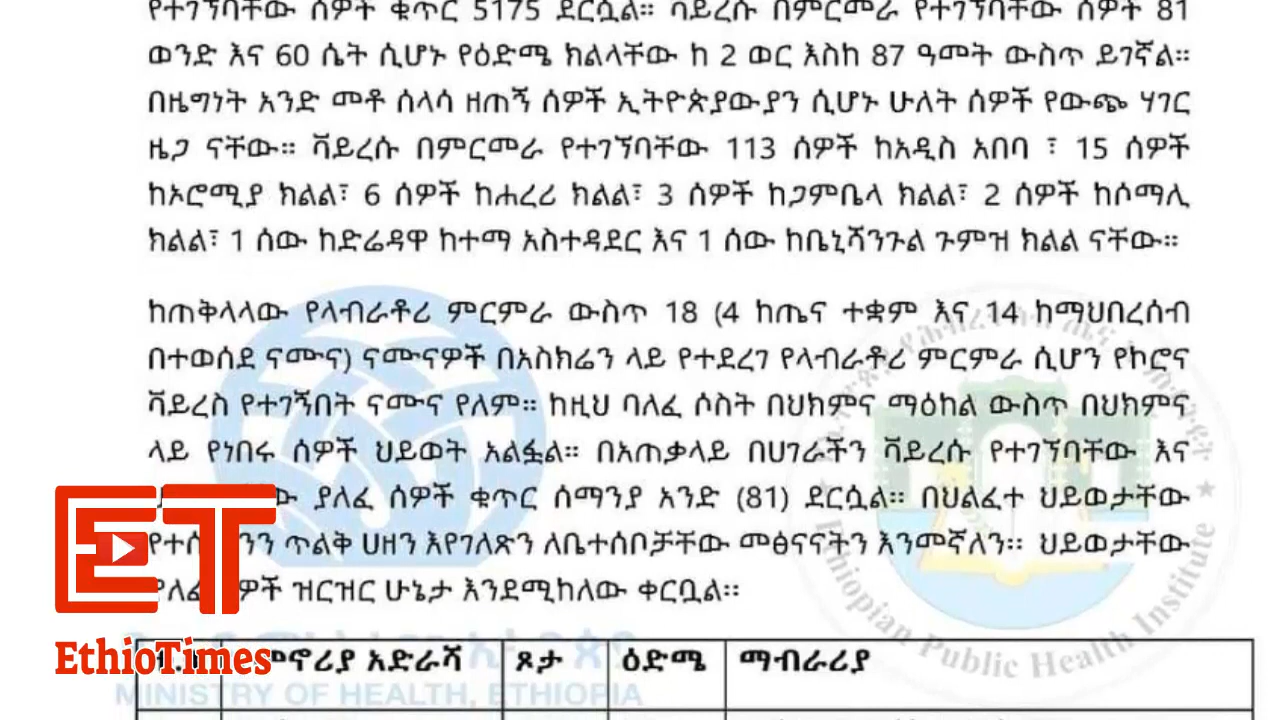 የተገኘባቸው ሰዎች ቁጥር 5175 ደርሷል። ቫይረሱ በምርመራ የተገኘባቸው ሰዎች 81
ወንድ እና 60 ሴት ሲሆኑ የዕድሜ ክልላቸው ከ 2 ወር እስከ 87 ዓመት ውስጥ ይገኛል።
በዜግነት አንድ መቶ ሰላሳ ዘጠኝ ሰዎች ኢትዮጵያውያን ሲሆኑ ሁለት ሰዎች የውጭ ሃገር
ዜጋ ናቸው። ቫይረሱ በምርመራ የተገኘባቸው 113 ሰዎች ከአዲስ አበባ ፣ 15 ሰዎች
ከኦሮሚያ ክልል፣ 6 ሰዎች ከሐረሪ ክልል፣ 3 ሰዎች ከጋምቤላ ክልል፣ 2 ሰዎች ከሶማሊ
ክልል፣ 1 ሰው ከድሬዳዋ ከተማ አስተዳደር እና 1 ሰው ከቤኒሻንጉል ጉምዝ ክልል ናቸው።
ከጠቅላላው የላብራቶሪ ምርምራ ውስጥ 18 (4 ከጤና ተቋም እና 14 ከማህበረሰብ
በተወሰደ ናሙና) ናሙናዎች በአስክሬን ላይ የተደረገ የላብራቶሪ ምርምራ ሲሆን የኮሮና
ቫይረስ የተገኘበት ናሙና የለም። ከዚህ ባለፈ ሶስት በህክምና ማዕከል ውስጥ በህክምና
ላይ የነበሩ ሰዎች ህይወት አልፏል። በአጠቃላይ በሀገራችን ቫይረሱ የተገኘባቸው እና
ያለፈ ሰዎች ቁጥር ሰማንያ አንድ (81) ደርሷል። በህልፈተ ህይወታቸው
ጥልቅ ሀዘን እየገለጽን ለቤተሰቦቻቸው መፅናናትን እንመኛለን፡፡ ህይወታቸው
ዝርዝር ሁኔታ እንደሚከለው ቀርቧል፡፡
ET
EthioTimes
አድራሻ ጾታ ዕድሜ ማብራሪያ
MINISTRY OF HEALTH, ETHIOPIA
Ethiopian Public Health Institute